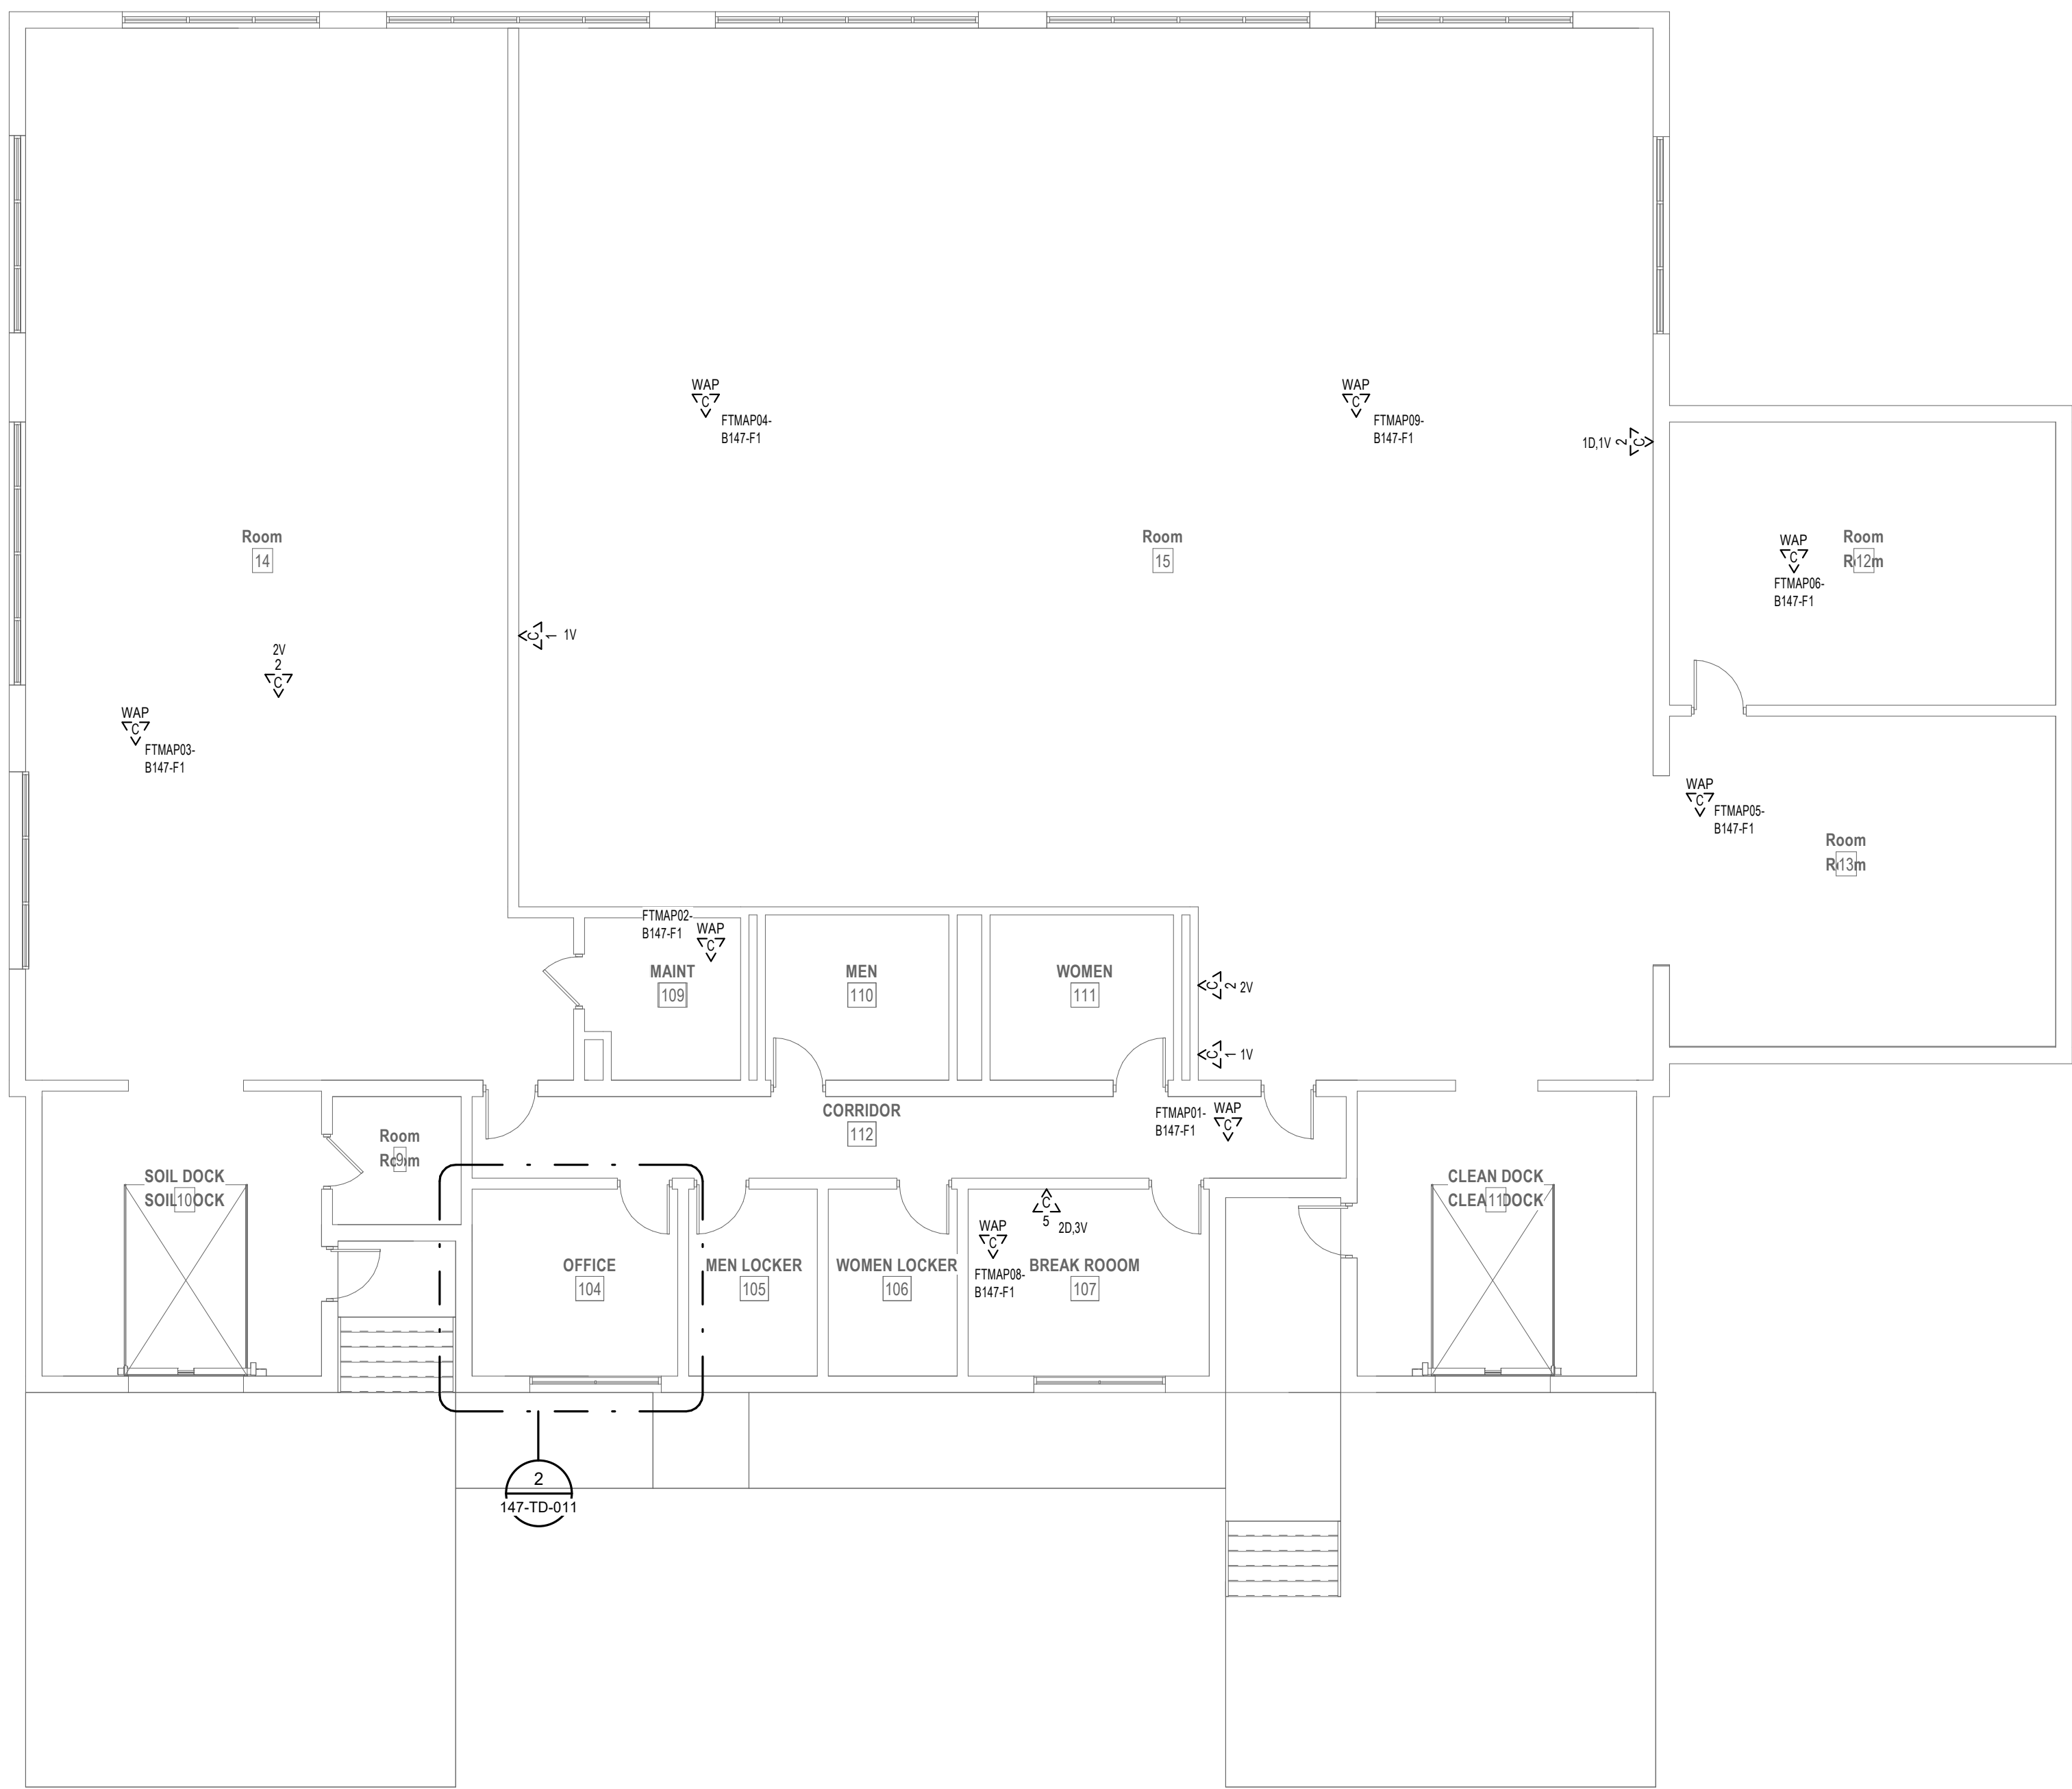 WAP
C
FTMAP04-
B147-F1
WAP
C
FTMAP09-
B147-F1
1D,1V
2
C
Room
14
Room
15
WAP
C
FTMAP06-
B147-F1
Room
12
C
1
1V
2V
2
C
WAP
C
FTMAP03-
B147-F1
WAP
C
FTMAP05-
B147-F1
Room
13
FTMAP02-
B147-F1
WAP
C
MAINT
109
MEN
110
WOMEN
111
C
2
2V
C
1
1V
CORRIDOR
112
FTMAP01-
B147-F1
WAP
C
Room
9
SOIL DOCK
10
CLEAN DOCK
11
C
5
2D,3V
WAP
C
FTMAP08-
B147-F1
OFFICE
104
MEN LOCKER
105
WOMEN LOCKER
106
BREAK ROOOM
107
2
147-TD-011